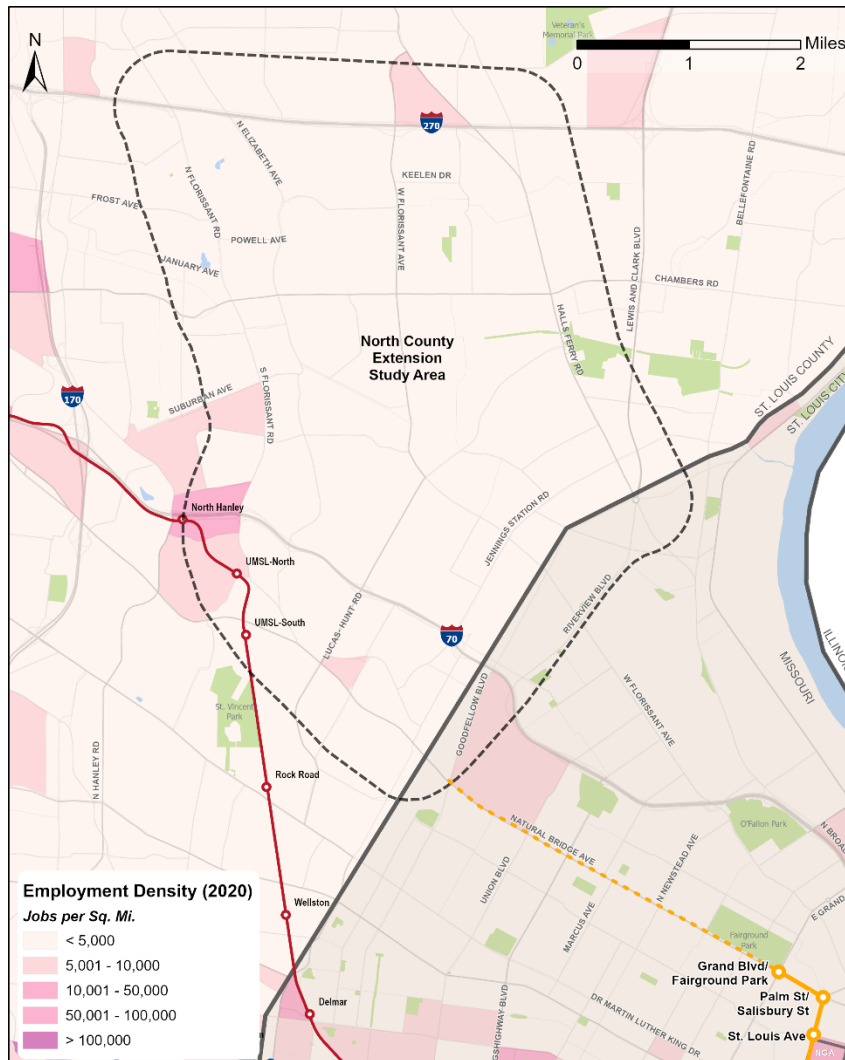 N
Veteran's
Memorial Park
Miles
0
1
2
270
N ELIZABETH AVE
N FLORISSANT RD
KEELEN DR
FROST AVE
W FLORISSANT AVE
BELLEFONTAINE RD
POWELL AVE
JANUARY AVE
LEWIS AND CLARK BLVD
CHAMBERS RD
HALLS FERRY RD
North County
Extension
Study Area
170
SUBURBAN AVE
S FLORISSANT RD
ST. LOUIS COUNTY
ST. LOUIS CITY
North Hanley
JENNINGS STATION RD
UMSL-North
LUCAS- HUNT RD
RIVERVIEW BLVD
UMSL-South
70
ILLINOIS
MISSOURI
St. Vincent
Park
GOODFELLOW BLVD
W FLORISSANT AVE
N HANLEY RD
Rock Road
NATURAL BRIDGE AVE
O'Fallon Park
N BROAD
UNION BLVD
N NEWSTEAD AVE
MARCUS AVE
E GRAND
Wellston
Fairground
Park
Grand Blvd/
Fairground Park
Palm St/
Salisbury St
St. Louis Ave
NGA
DR MARTIN LUTHER KING DR
GSHIGHWAY BLVD
Delmar
Employment Density (2020)
Jobs per Sq. Mi.
< 5,000
5,001 - 10,000
10,001 - 50,000
50,001 - 100,000
> 100,000